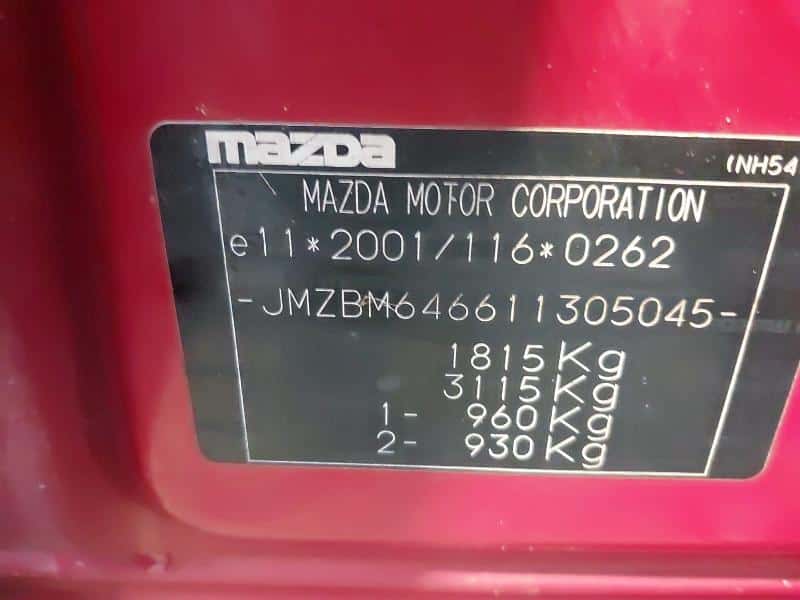 mazda
(NH54
MAZDA MOTOR CORPORATION
e11*2001/116*0262
-JMZBM646611305045-
1815Kg
3115Kg
1- 960Kg
2- 930Kg